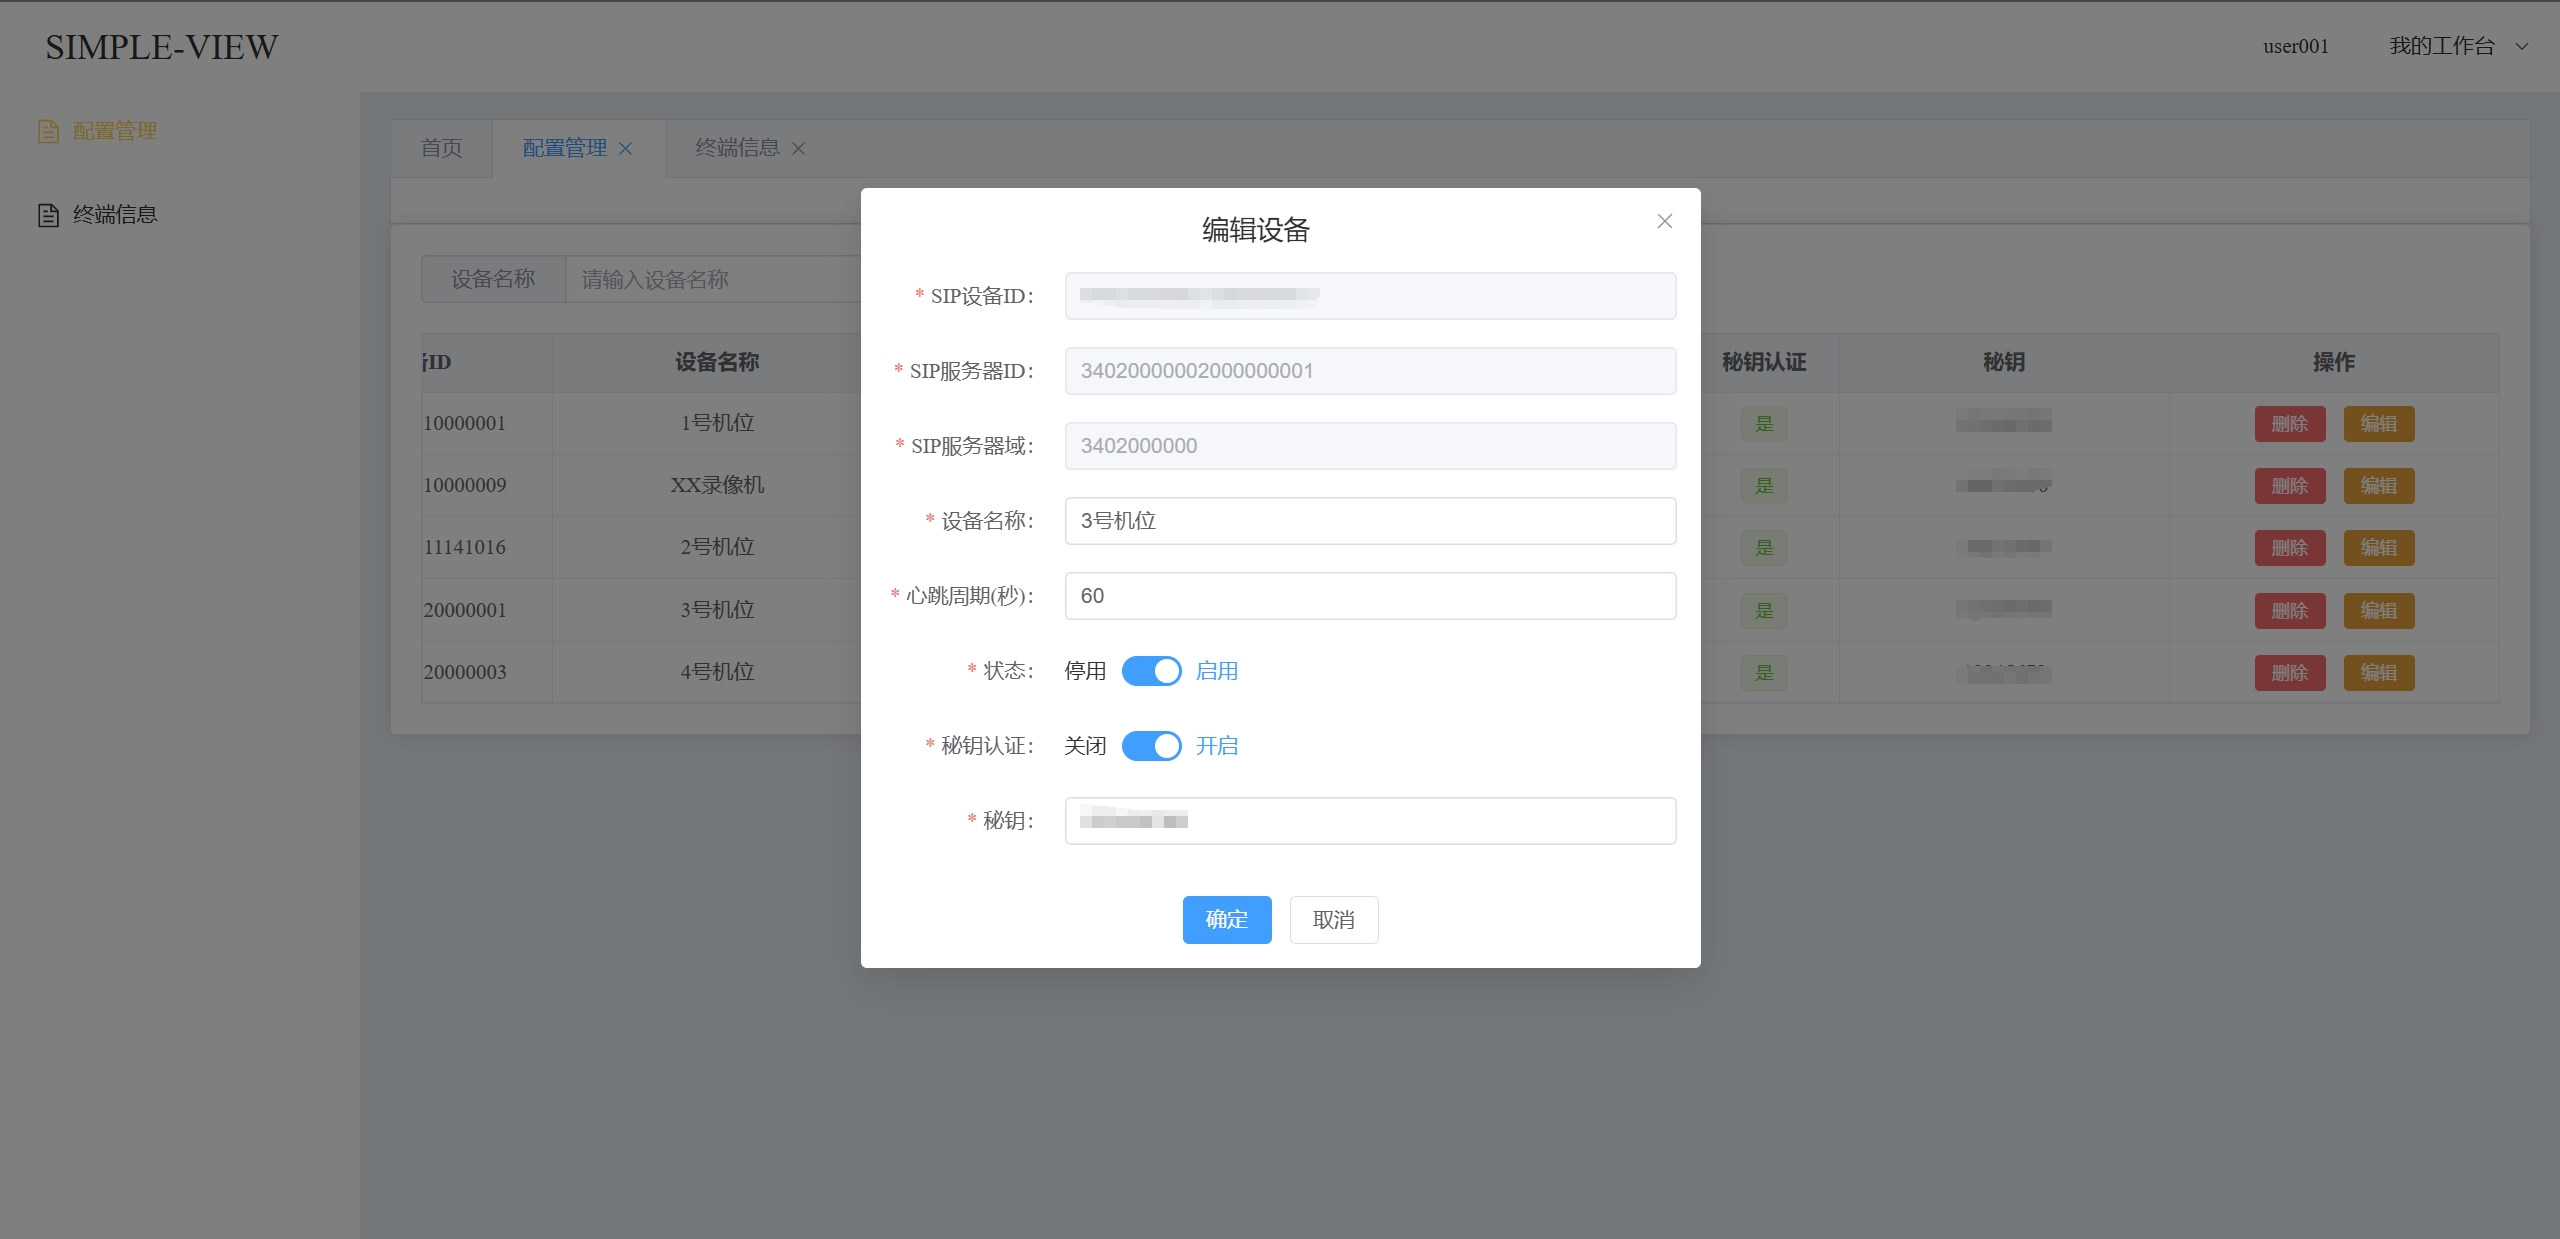 SIMPLE-VIEW
user001
我的工作台
配置管理
终端信息
首页
配置管理
终端信息
设备名称
请输入设备名称
ID
设备名称
秘钥认证
秘钥
操作
10000001
1号机位
是
删除
编辑
10000009
XX录像机
是
删除
编辑
11141016
2号机位
是
删除
编辑
20000001
3号机位
是
删除
编辑
20000003
4号机位
是
删除
编辑
编辑设备
* SIP设备ID：
* SIP服务器ID：
34020000002000000001
* SIP服务器域：
3402000000
* 设备名称：
3号机位
* 心跳周期(秒)：
60
* 状态：
停用
启用
* 秘钥认证：
关闭
开启
* 秘钥：
确定
取消